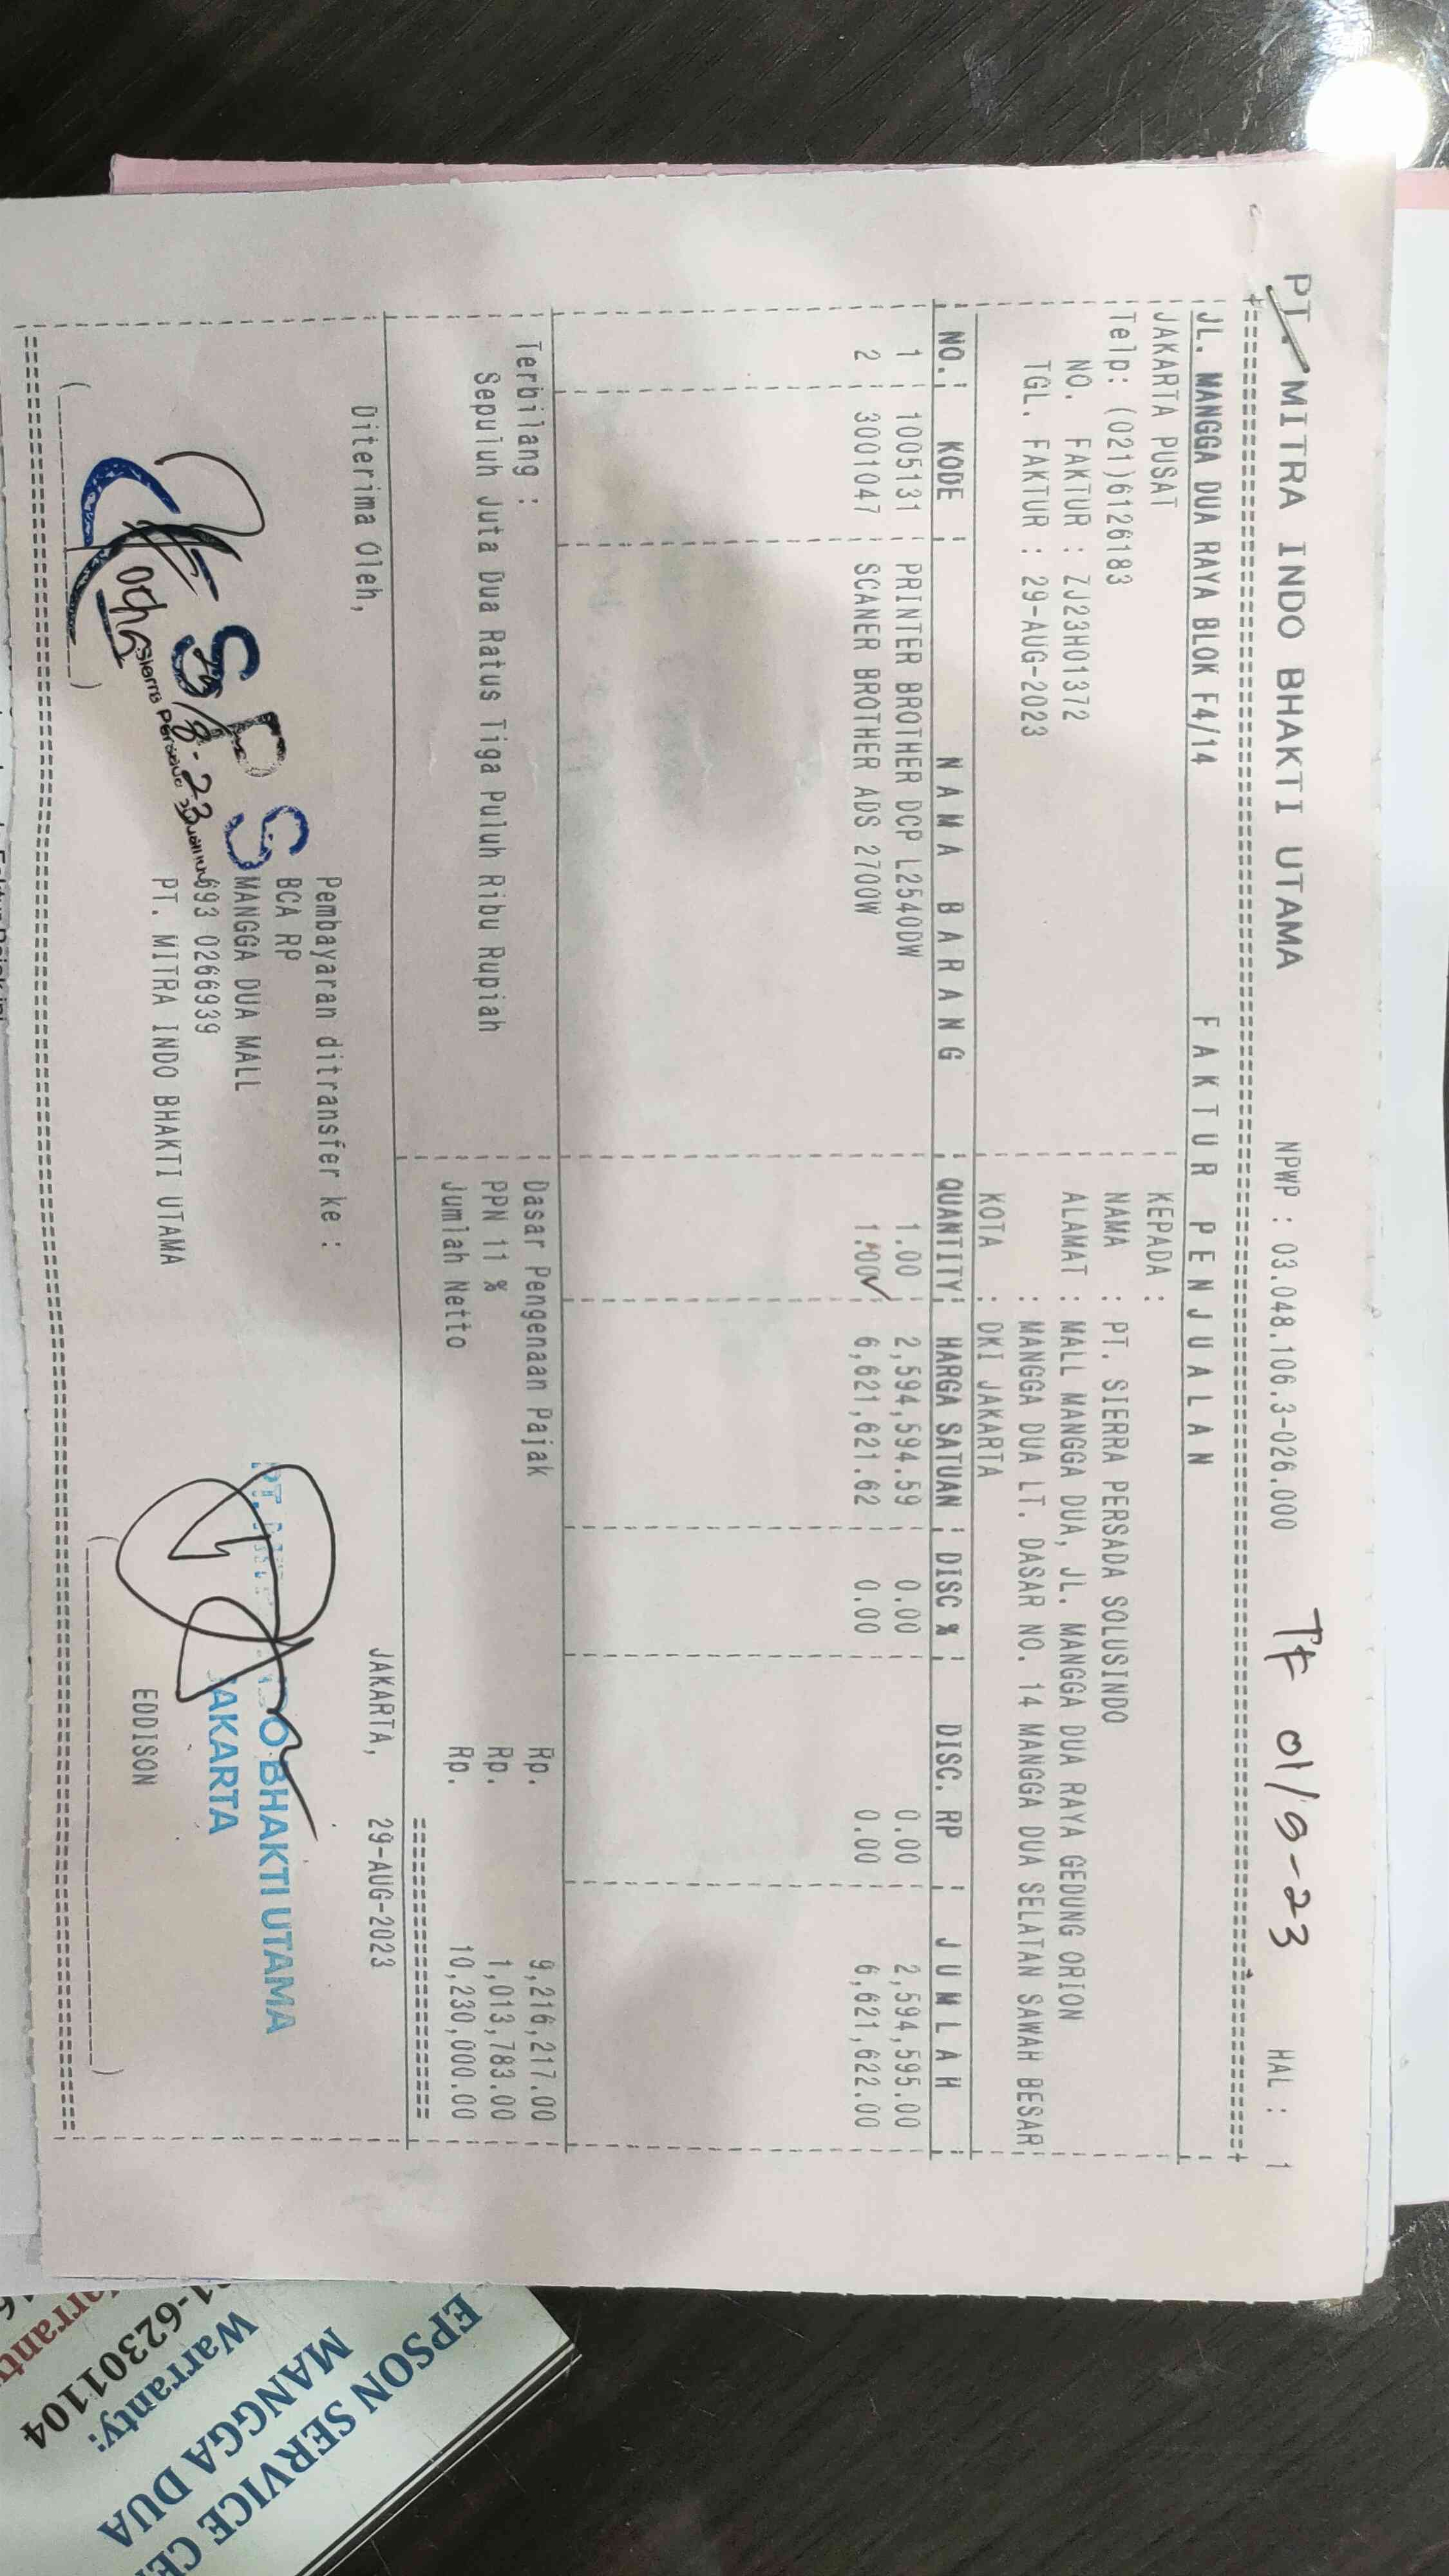 PT. MITRA INDO BHAKTI UTAMA NPWP : 03.048.106.3-026.000 TF 01/9-23 HAL : 1
JL. MANGGA DUA RAYA BLOK F4/14 F A K T U R P E N J U A L A N
JAKARTA PUSAT KEPADA :
Telp: (021)6126183 NAMA : PT. SIERRA PERSADA SOLUSINDO
NO. FAKTUR : ZJ23H01372 ALAMAT : MALL MANGGA DUA, JL. MANGGA DUA RAYA GEDUNG ORION
TGL. FAKTUR : 29-AUG-2023 : MANGGA DUA LT. DASAR NO. 14 MANGGA DUA SELATAN SAWAH BESAR
KOTA : DKI JAKARTA
NO. KODE N A M A B A R A N G QUANTITY HARGA SATUAN DISC % DISC. RP J U M L A H
1 1005131 PRINTER BROTHER DCP L2540DW 1.00 2,594,594.59 0.00 0.00 2,594,595.00
2 3001047 SCANER BROTHER ADS 2700W 1.00 6,621,621.62 0.00 0.00 6,621,622.00
Terbilang : Dasar Pengenaan Pajak Rp. 9,216,217.00
Sepuluh Juta Dua Ratus Tiga Puluh Ribu Rupiah PPN 11 % Rp. 1,013,783.00
Jumlah Netto Rp. 10,230,000.00
Diterima Oleh, JAKARTA, 29-AUG-2023
Pembayaran ditransfer ke :
BCA RP
MANGGA DUA MALL
693 0266939
PT. MITRA INDO BHAKTI UTAMA
SPS
/8-23
Ocha
Sierra Persada
PT. INDO BHAKTI UTAMA
JAKARTA
EDDISON
EPSON SERVICE
MANGGA DUA
Warranty:
1-62301104